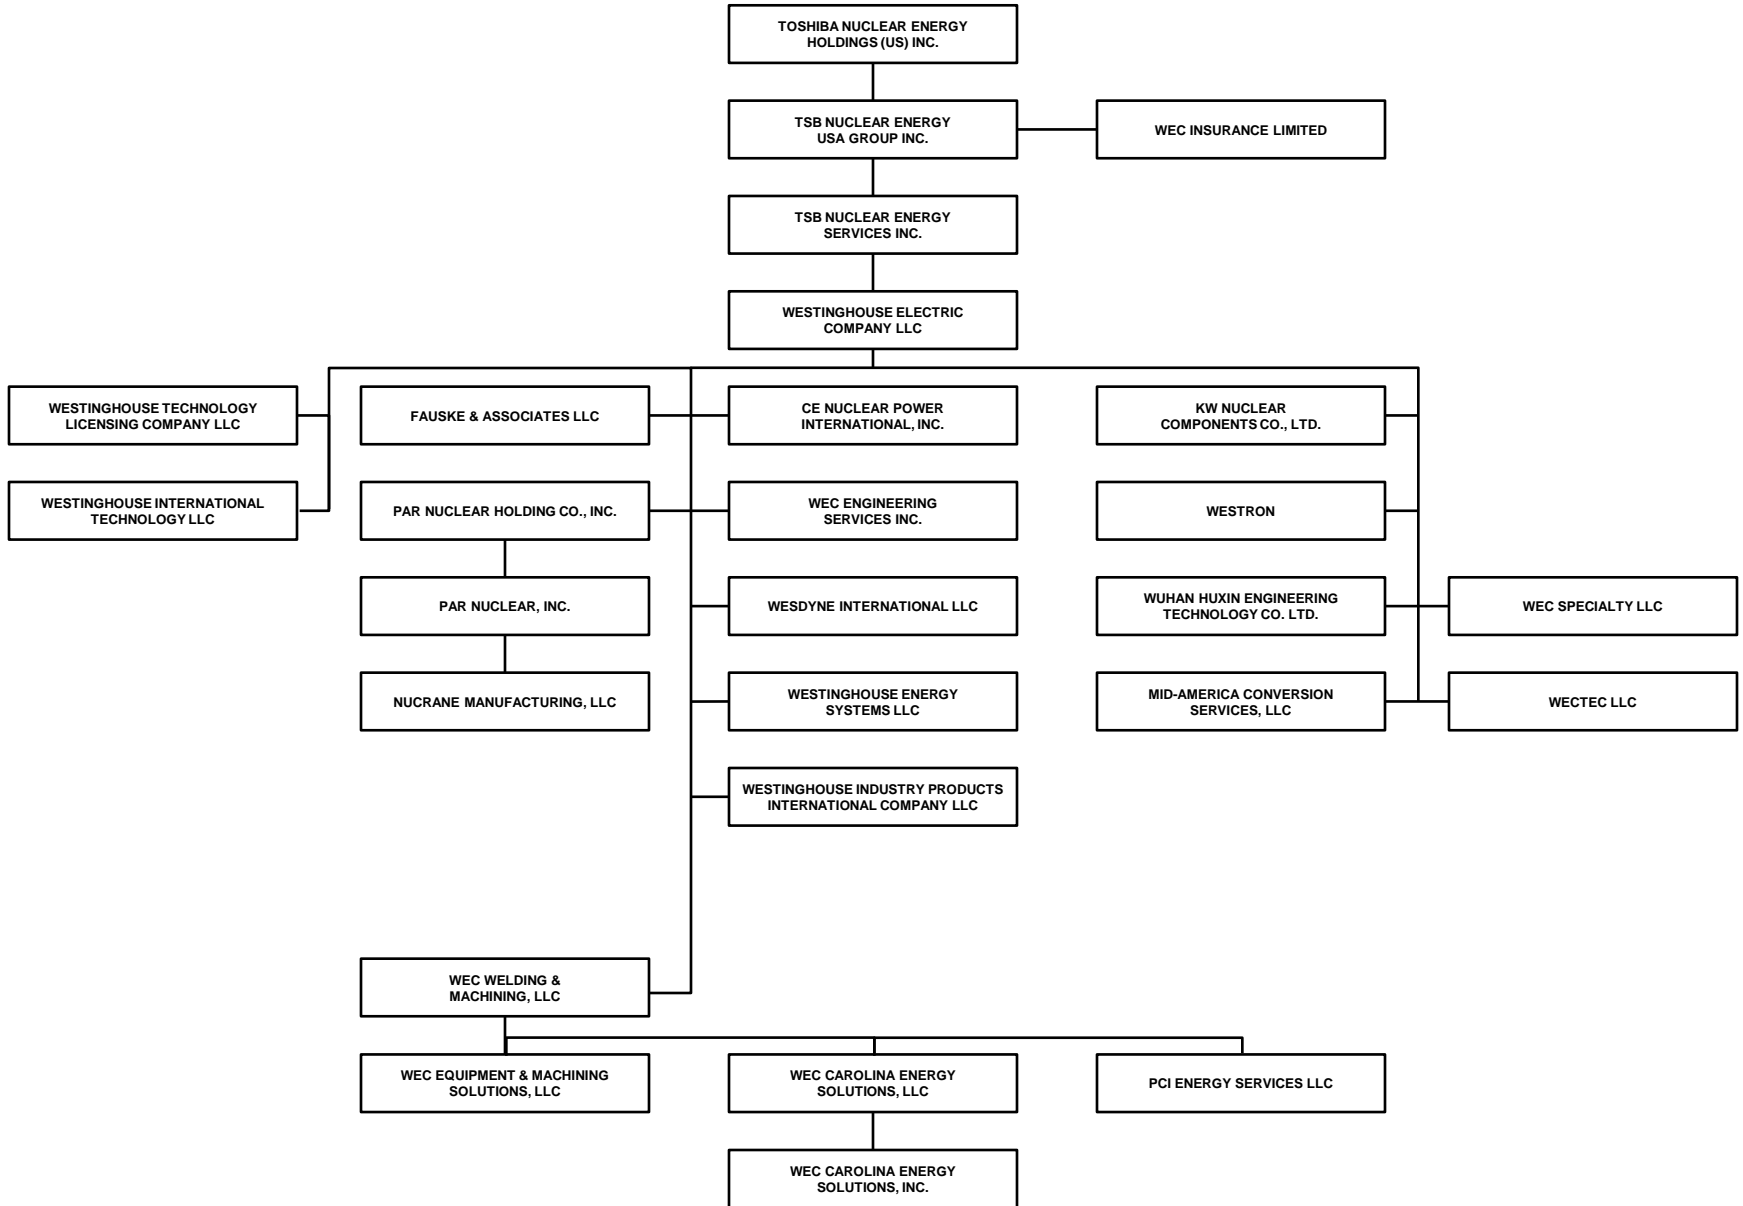 TOSHIBA NUCLEAR ENERGY
HOLDINGS (US) INC.
TSB NUCLEAR ENERGY
USA GROUP INC.
WEC INSURANCE LIMITED
TSB NUCLEAR ENERGY
SERVICES INC.
WESTINGHOUSE ELECTRIC
COMPANY LLC
WESTINGHOUSE TECHNOLOGY
LICENSING COMPANY LLC
FAUSKE & ASSOCIATES LLC
CE NUCLEAR POWER
INTERNATIONAL, INC.
KW NUCLEAR
COMPONENTS CO., LTD.
WESTINGHOUSE INTERNATIONAL
TECHNOLOGY LLC
PAR NUCLEAR HOLDING CO., INC.
WEC ENGINEERING
SERVICES INC.
WESTRON
PAR NUCLEAR, INC.
WESDYNE INTERNATIONAL LLC
WUHAN HUXIN ENGINEERING
TECHNOLOGY CO. LTD.
WEC SPECIALTY LLC
NUCRANE MANUFACTURING, LLC
WESTINGHOUSE ENERGY
SYSTEMS LLC
MID-AMERICA CONVERSION
SERVICES, LLC
WECTEC LLC
WESTINGHOUSE INDUSTRY PRODUCTS
INTERNATIONAL COMPANY LLC
WEC WELDING &
MACHINING, LLC
WEC EQUIPMENT & MACHINING
SOLUTIONS, LLC
WEC CAROLINA ENERGY
SOLUTIONS, LLC
PCI ENERGY SERVICES LLC
WEC CAROLINA ENERGY
SOLUTIONS, INC.